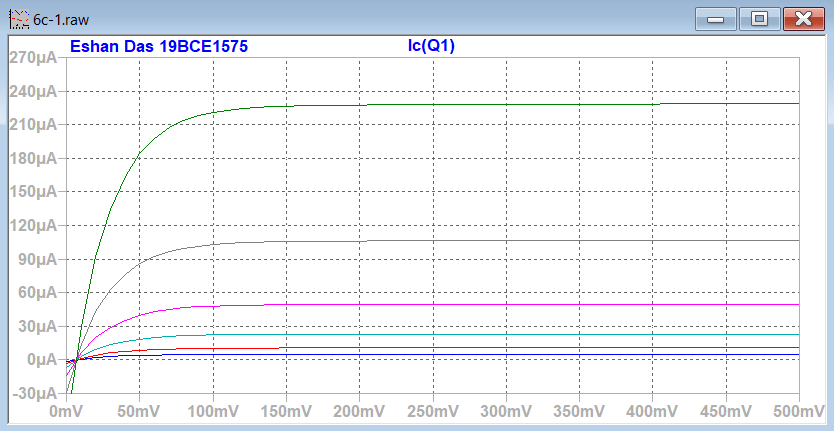 6c-1.raw
Eshan Das 19BCE1575 Ic(Q1)
270µA
240µA
210µA
180µA
150µA
120µA
90µA
60µA
30µA
0µA
-30µA
0mV 50mV 100mV 150mV 200mV 250mV 300mV 350mV 400mV 450mV 500mV